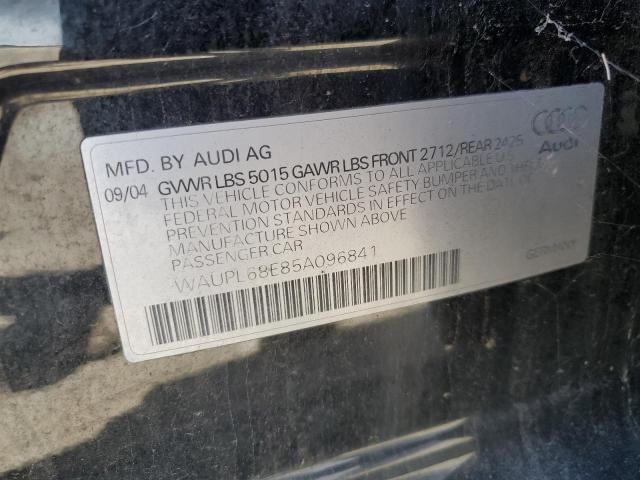 MFD. BY AUDI AG
09/04 GVWR LBS 5015 GAWR LBS FRONT 2712/REAR 2425
THIS VEHICLE CONFORMS TO ALL APPLICABLE U.S.
FEDERAL MOTOR VEHICLE SAFETY BUMPER AND THEFT
PREVENTION STANDARDS IN EFFECT ON THE DATE OF
MANUFACTURE SHOWN ABOVE
PASSENGER CAR
WAUPL68E85A096841
Audi
GERMANY